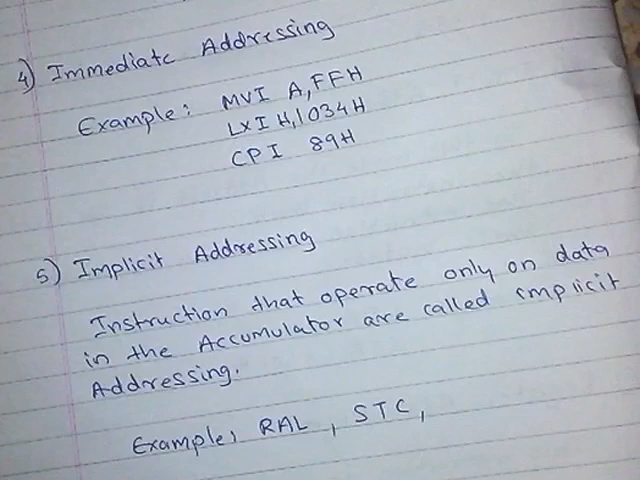 4) Immediate Addressing
Example: MVI A,FFH
LXI H,1034H
CPI 89H
5) Implicit Addressing
Instruction that operate only on data
in the Accumulator are called implicit
Addressing.
Example: RAL , STC,